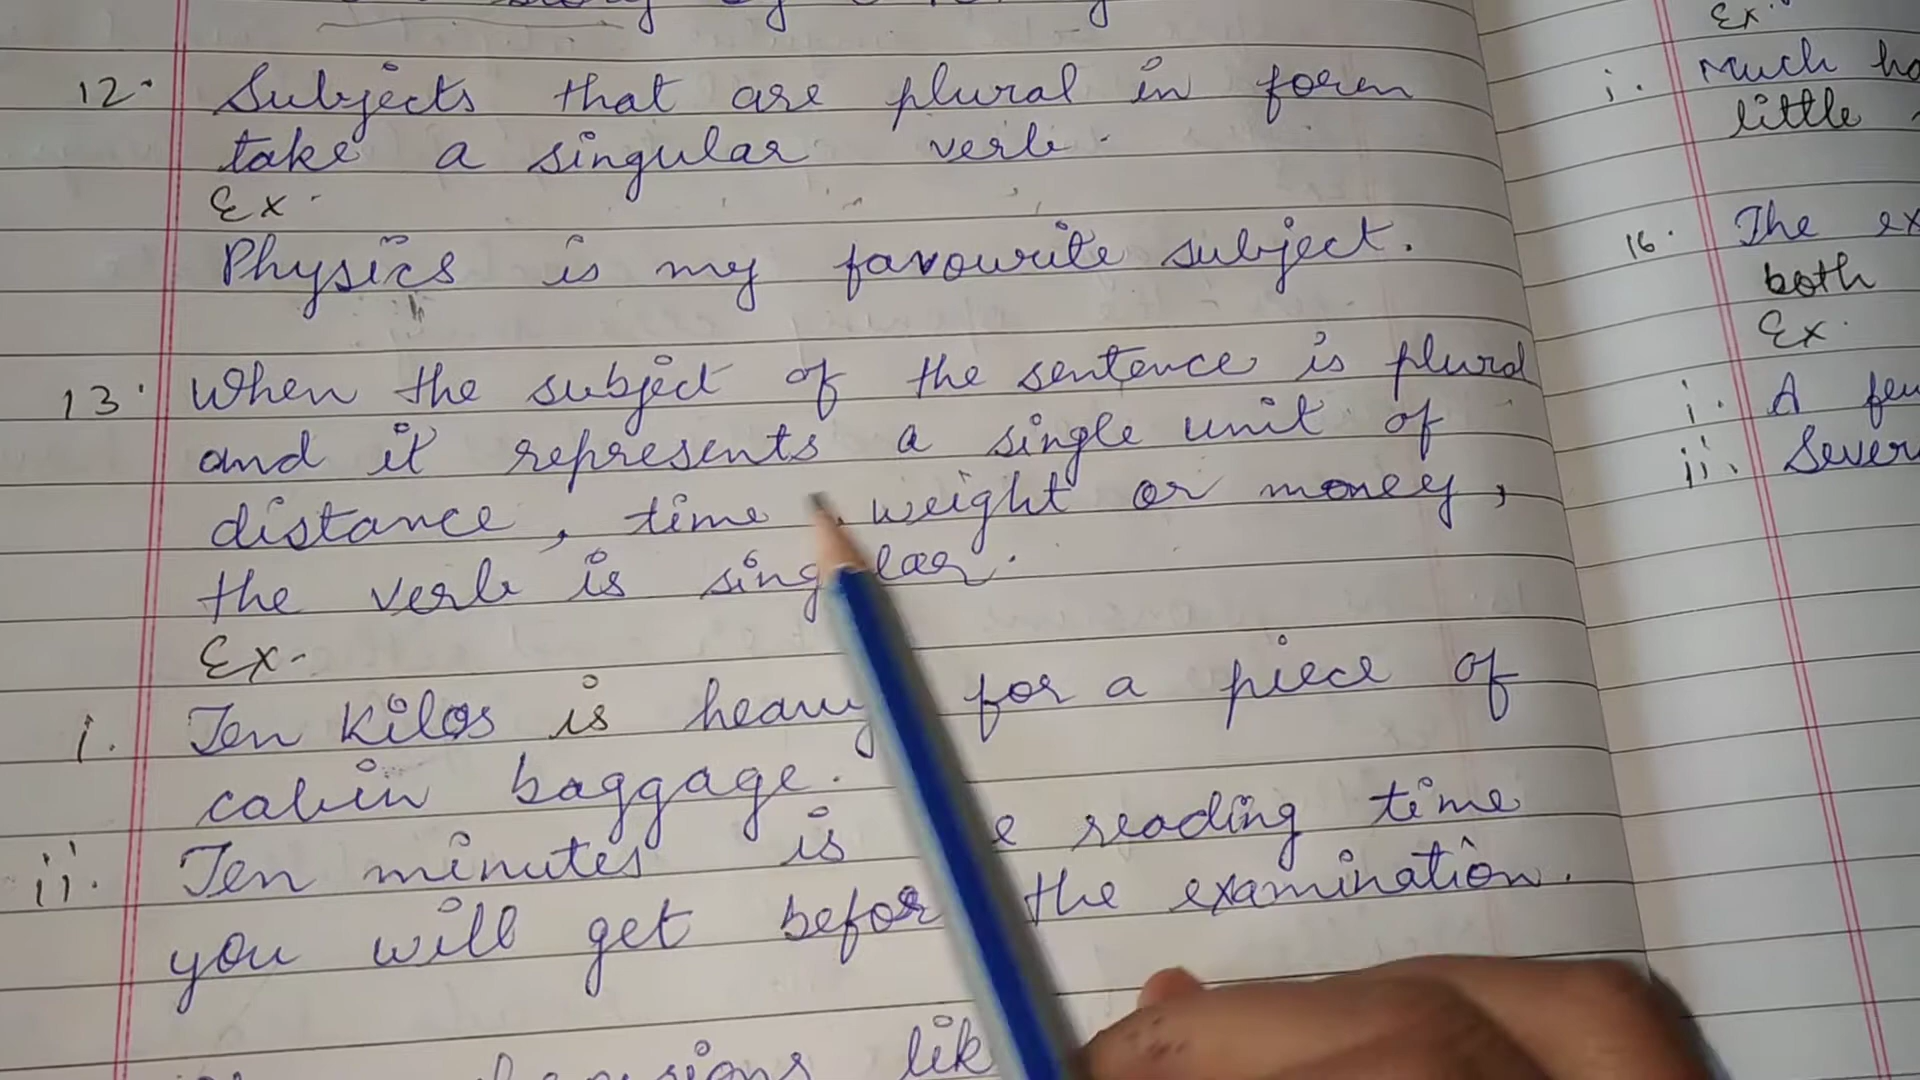 12. Subjects that are plural in form
take a singular verb.
Ex.
Physics is my favourite subject.
13. When the subject of the sentence is plural
and it represents a single unit of
distance, time, weight or money,
the verb is singular.
Ex.
i. Ten kilos is heavy for a piece of
cabin baggage.
ii. Ten minutes is reading time
you will get before the examination.
Ex.
i. Much
little
16. The
both
Ex.
i. A
ii.